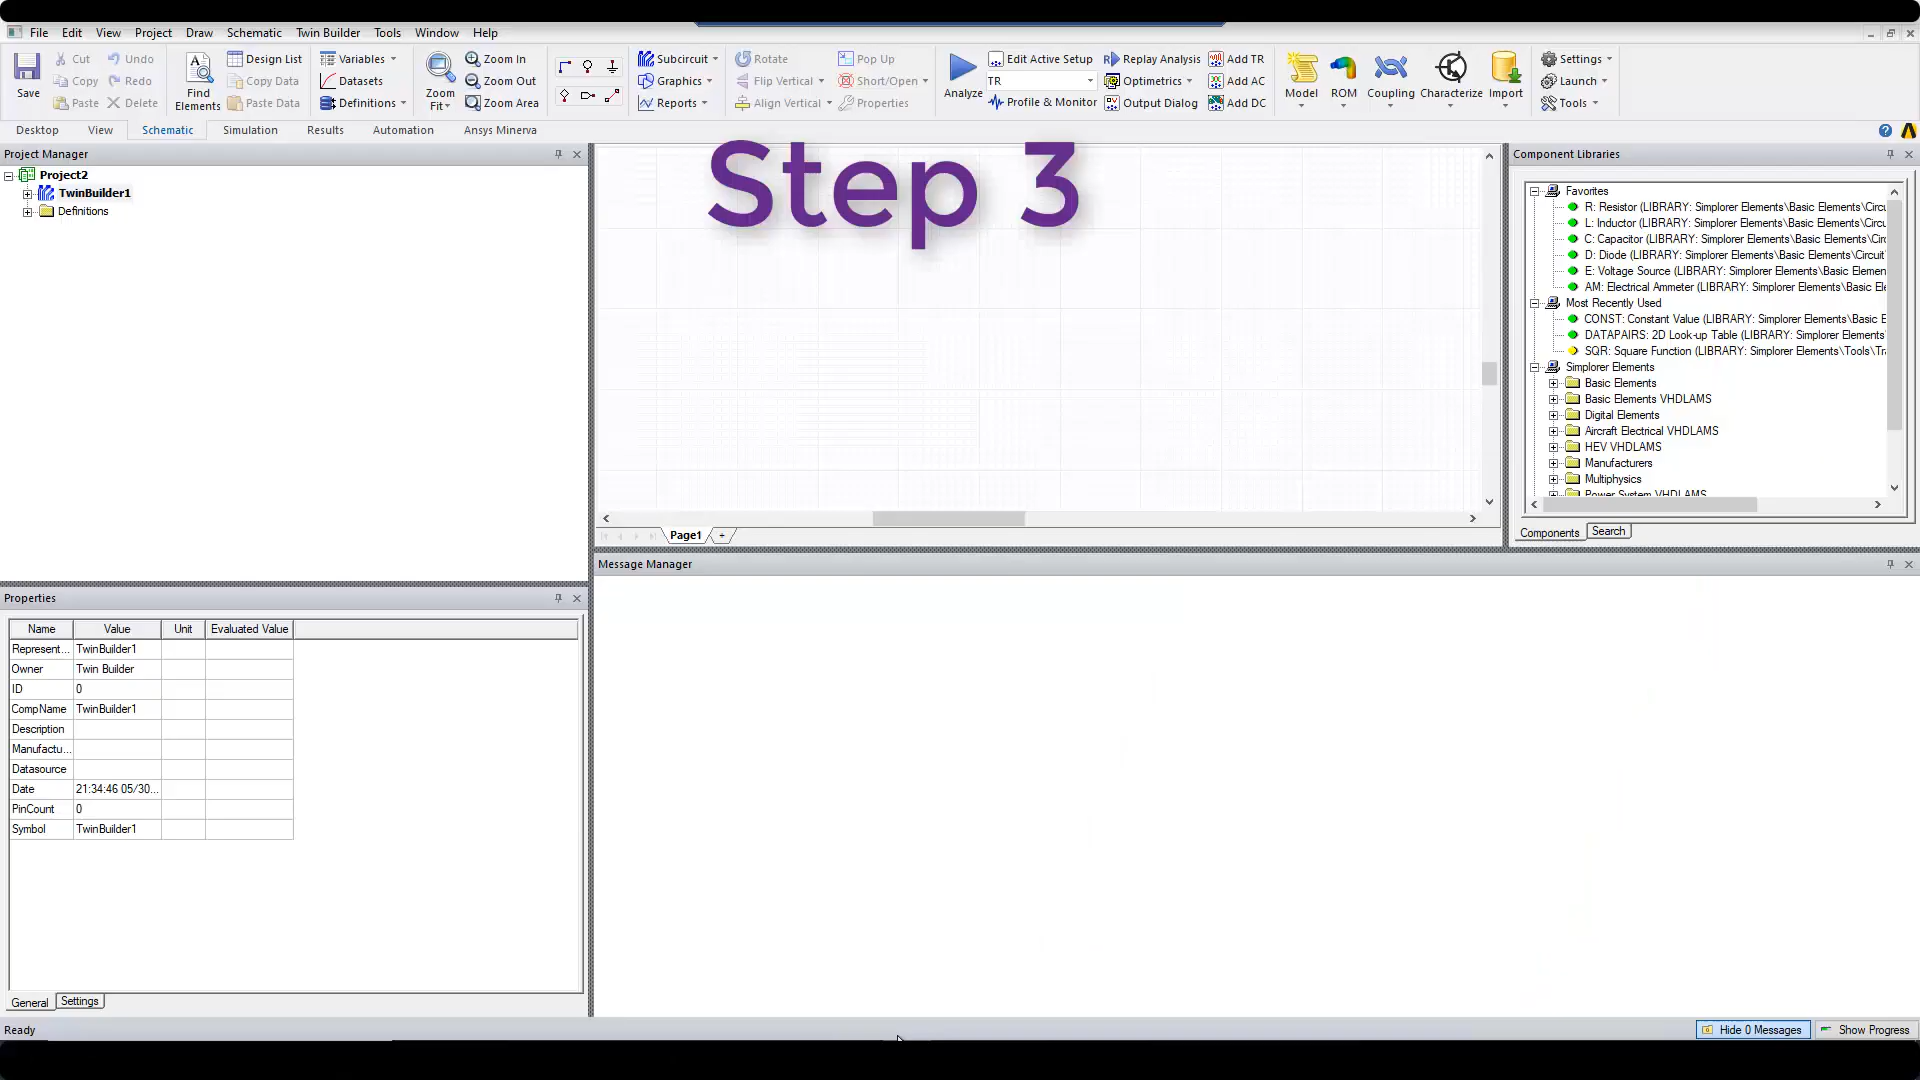 File Edit View Project Draw Schematic Twin Builder Tools Window Help
Save
Cut
Copy
Paste
Undo
Redo
Delete
Find Elements
Design List
Copy Data
Paste Data
Variables
Datasets
Definitions
Zoom Fit
Zoom In
Zoom Out
Zoom Area
Subcircuit
Graphics
Reports
Rotate
Flip Vertical
Align Vertical
Pop Up
Short/Open
Properties
Analyze
Edit Active Setup
TR
Profile & Monitor
Replay Analysis
Optimetrics
Output Dialog
Add TR
Add AC
Add DC
Model
ROM
Coupling
Characterize
Import
Settings
Launch
Tools
Desktop View Schematic Simulation Results Automation Ansys Minerva
Project Manager
Project2
TwinBuilder1
Definitions
Step 3
Page1 +
Component Libraries
Favorites
R: Resistor (LIBRARY: Simplorer Elements\Basic Elements\Circu
L: Inductor (LIBRARY: Simplorer Elements\Basic Elements\Circu
C: Capacitor (LIBRARY: Simplorer Elements\Basic Elements\Cir
D: Diode (LIBRARY: Simplorer Elements\Basic Elements\Circuit
E: Voltage Source (LIBRARY: Simplorer Elements\Basic Elemen
AM: Electrical Ammeter (LIBRARY: Simplorer Elements\Basic Ele
Most Recently Used
CONST: Constant Value (LIBRARY: Simplorer Elements\Basic E
DATAPAIRS: 2D Look-up Table (LIBRARY: Simplorer Elements
SQR: Square Function (LIBRARY: Simplorer Elements\Tools\Tra
Simplorer Elements
Basic Elements
Basic Elements VHDLAMS
Digital Elements
Aircraft Electrical VHDLAMS
HEV VHDLAMS
Manufacturers
Multiphysics
Power System VHDLAMS
Components Search
Message Manager
Properties
Name Value Unit Evaluated Value
Represent... TwinBuilder1
Owner Twin Builder
ID 0
CompName TwinBuilder1
Description
Manufactu...
Datasource
Date 21:34:46 05/30...
PinCount 0
Symbol TwinBuilder1
General Settings
Ready
Hide 0 Messages Show Progress